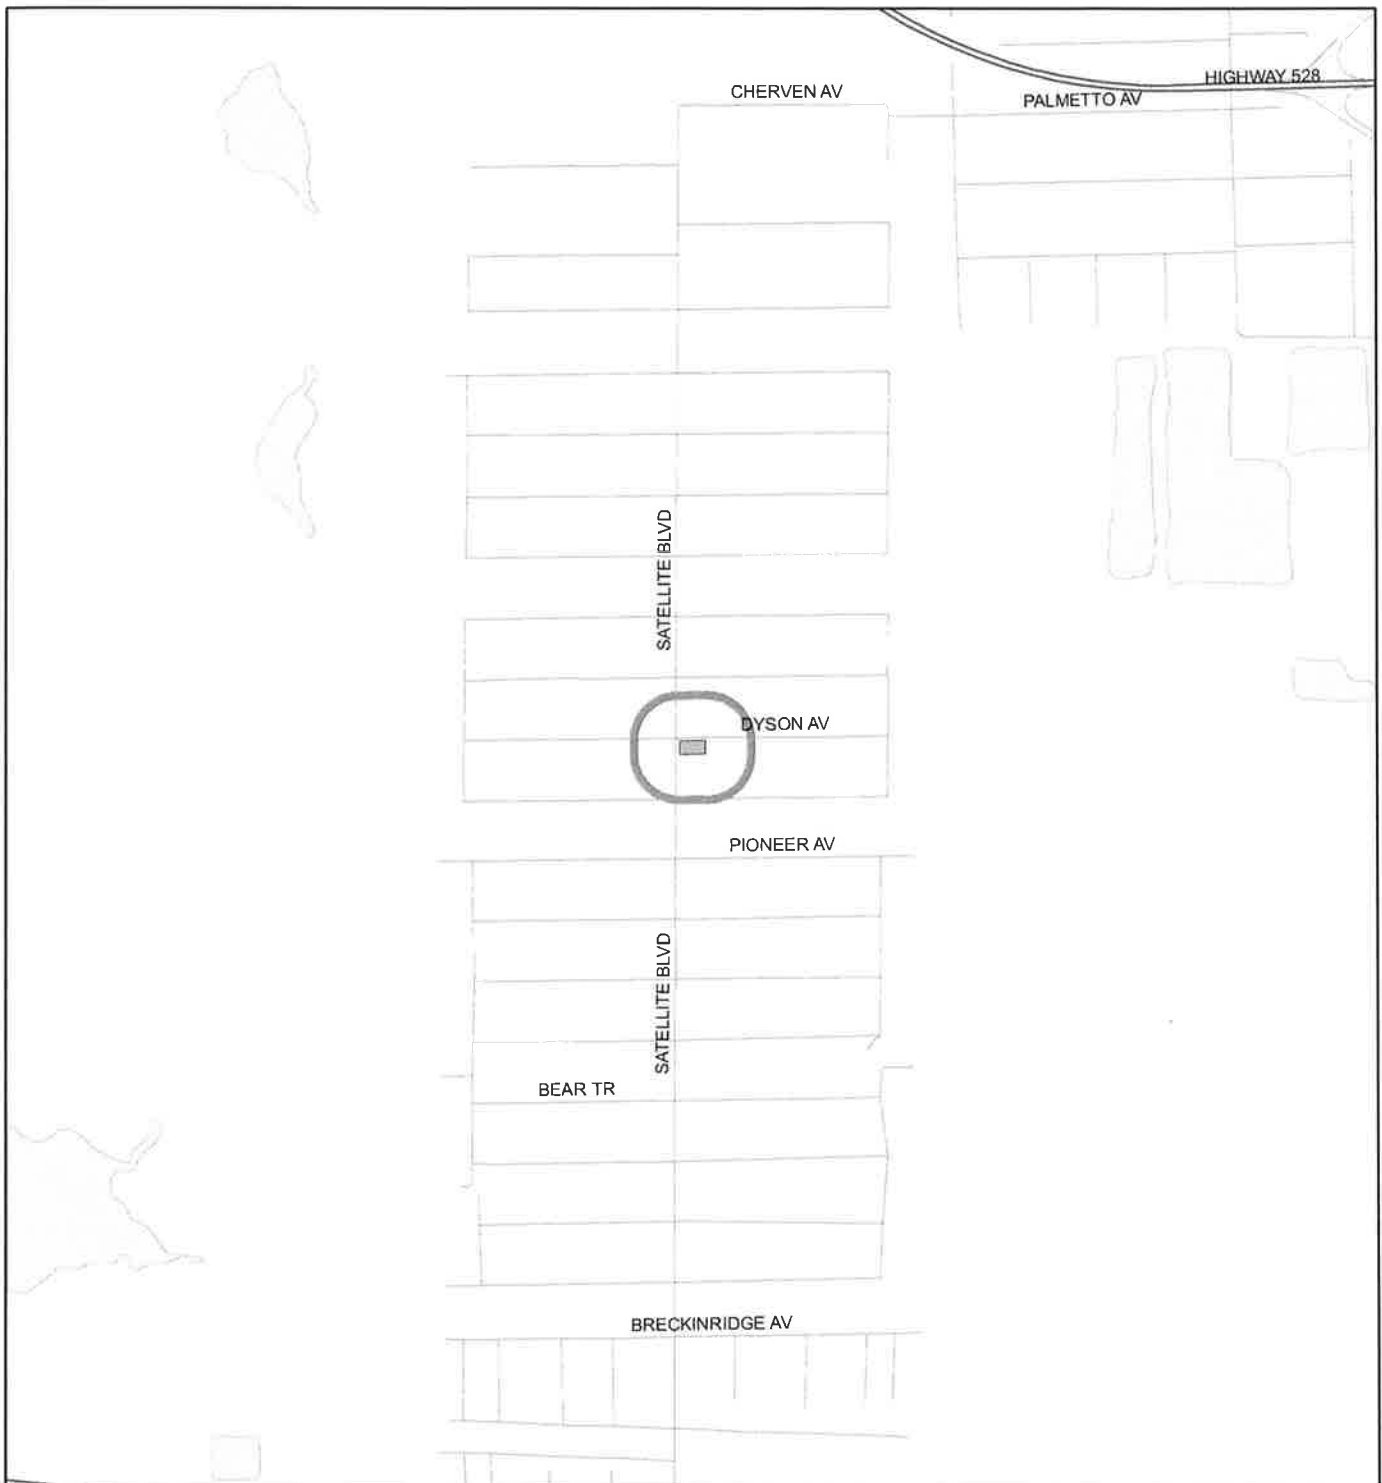 HIGHWAY 528
CHERVEN AV
PALMETTO AV
SATELLITE BLVD
DYSON AV
PIONEER AV
SATELLITE BLVD
BEAR TR
BRECKINRIDGE AV